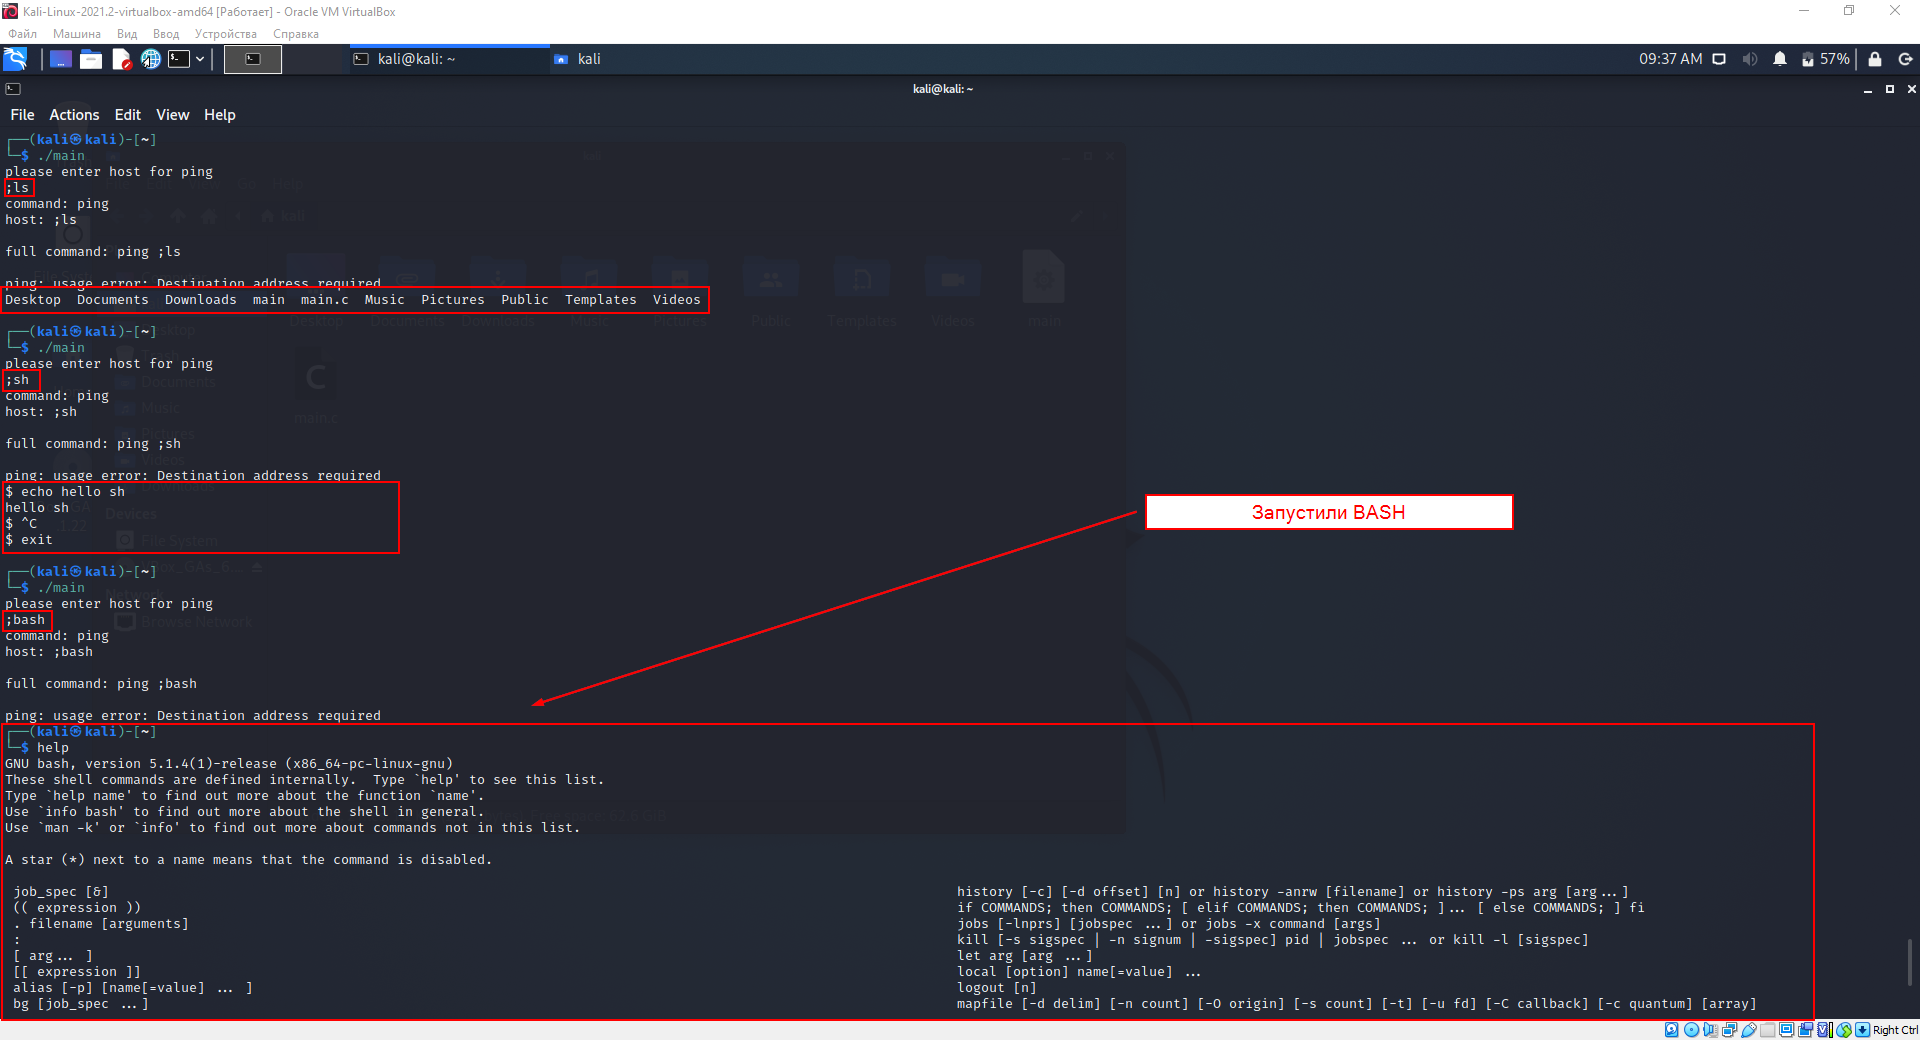 Kali-Linux-2021.2-virtualbox-amd64 [Работает] - Oracle VM VirtualBox
Файл Машина Вид Ввод Устройства Справка
kali@kali: ~ kali 09:37 AM 57%
kali@kali: ~
File Actions Edit View Help
(kali㉿kali)-[~]
$ ./main
please enter host for ping
;ls
command: ping
host: ;ls
full command: ping ;ls
ping: usage error: Destination address required
Desktop Documents Downloads main main.c Music Pictures Public Templates Videos
(kali㉿kali)-[~]
$ ./main
please enter host for ping
;sh
command: ping
host: ;sh
full command: ping ;sh
ping: usage error: Destination address required
$ echo hello sh
hello sh
$ ^C
$ exit
Запустили BASH
(kali㉿kali)-[~]
$ ./main
please enter host for ping
;bash
command: ping
host: ;bash
full command: ping ;bash
ping: usage error: Destination address required
(kali㉿kali)-[~]
$ help
GNU bash, version 5.1.4(1)-release (x86_64-pc-linux-gnu)
These shell commands are defined internally.  Type `help' to see this list.
Type `help name' to find out more about the function `name'.
Use `info bash' to find out more about the shell in general.
Use `man -k' or `info' to find out more about commands not in this list.
A star (*) next to a name means that the command is disabled.
job_spec [&] history [-c] [-d offset] [n] or history -anrw [filename] or history -ps arg [arg...]
(( expression )) if COMMANDS; then COMMANDS; [ elif COMMANDS; then COMMANDS; ]... [ else COMMANDS; ] fi
. filename [arguments] jobs [-lnprs] [jobspec ...] or jobs -x command [args]
: kill [-s sigspec | -n signum | -sigspec] pid | jobspec ... or kill -l [sigspec]
[ arg... ] let arg [arg ...]
[[ expression ]] local [option] name[=value] ...
alias [-p] [name[=value] ... ] logout [n]
bg [job_spec ...] mapfile [-d delim] [-n count] [-O origin] [-s count] [-t] [-u fd] [-C callback] [-c quantum] [array]
Right Ctrl